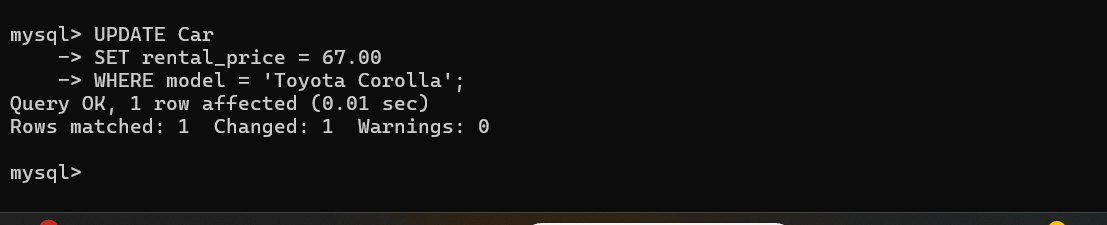 mysql> UPDATE Car
    -> SET rental_price = 67.00
    -> WHERE model = 'Toyota Corolla';
Query OK, 1 row affected (0.01 sec)
Rows matched: 1  Changed: 1  Warnings: 0
mysql>